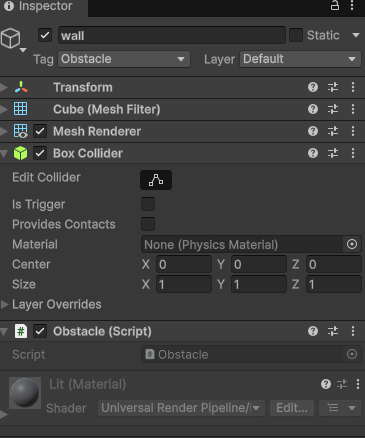 Inspector
wall
Static
Tag Obstacle Layer Default
Transform
Cube (Mesh Filter)
Mesh Renderer
Box Collider
Edit Collider
Is Trigger
Provides Contacts
Material None (Physics Material)
Center X 0 Y 0 Z 0
Size X 1 Y 1 Z 1
Layer Overrides
# Obstacle (Script)
Script Obstacle
Lit (Material)
Shader Universal Render Pipeline/ Edit...